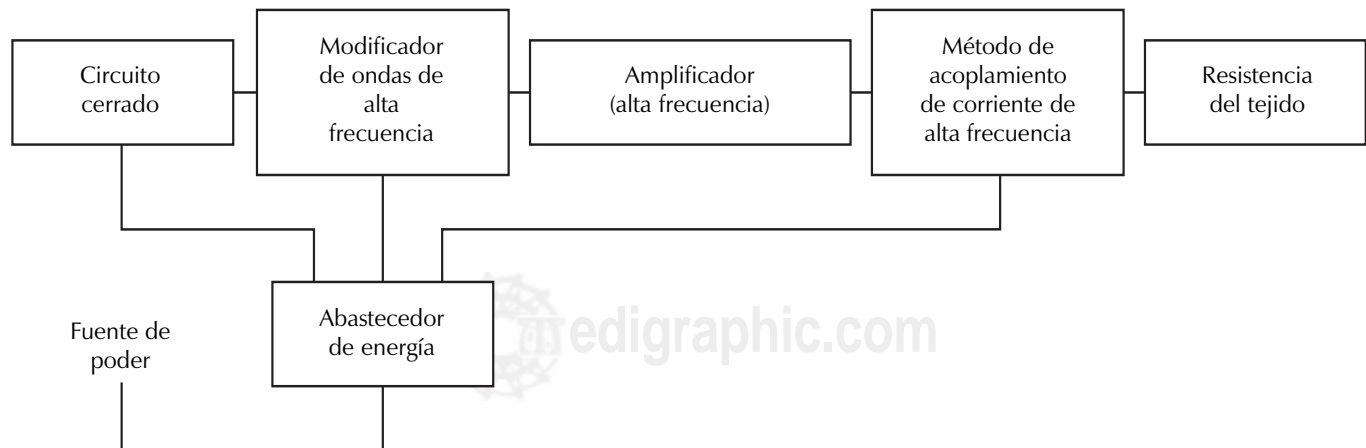 Circuito
cerrado
Modificador
de ondas de
alta
frecuencia
Amplificador
(alta frecuencia)
Método de
acoplamiento
de corriente de
alta frecuencia
Resistencia
del tejido
Fuente de
poder
Abastecedor
de energía
medigraphic.com